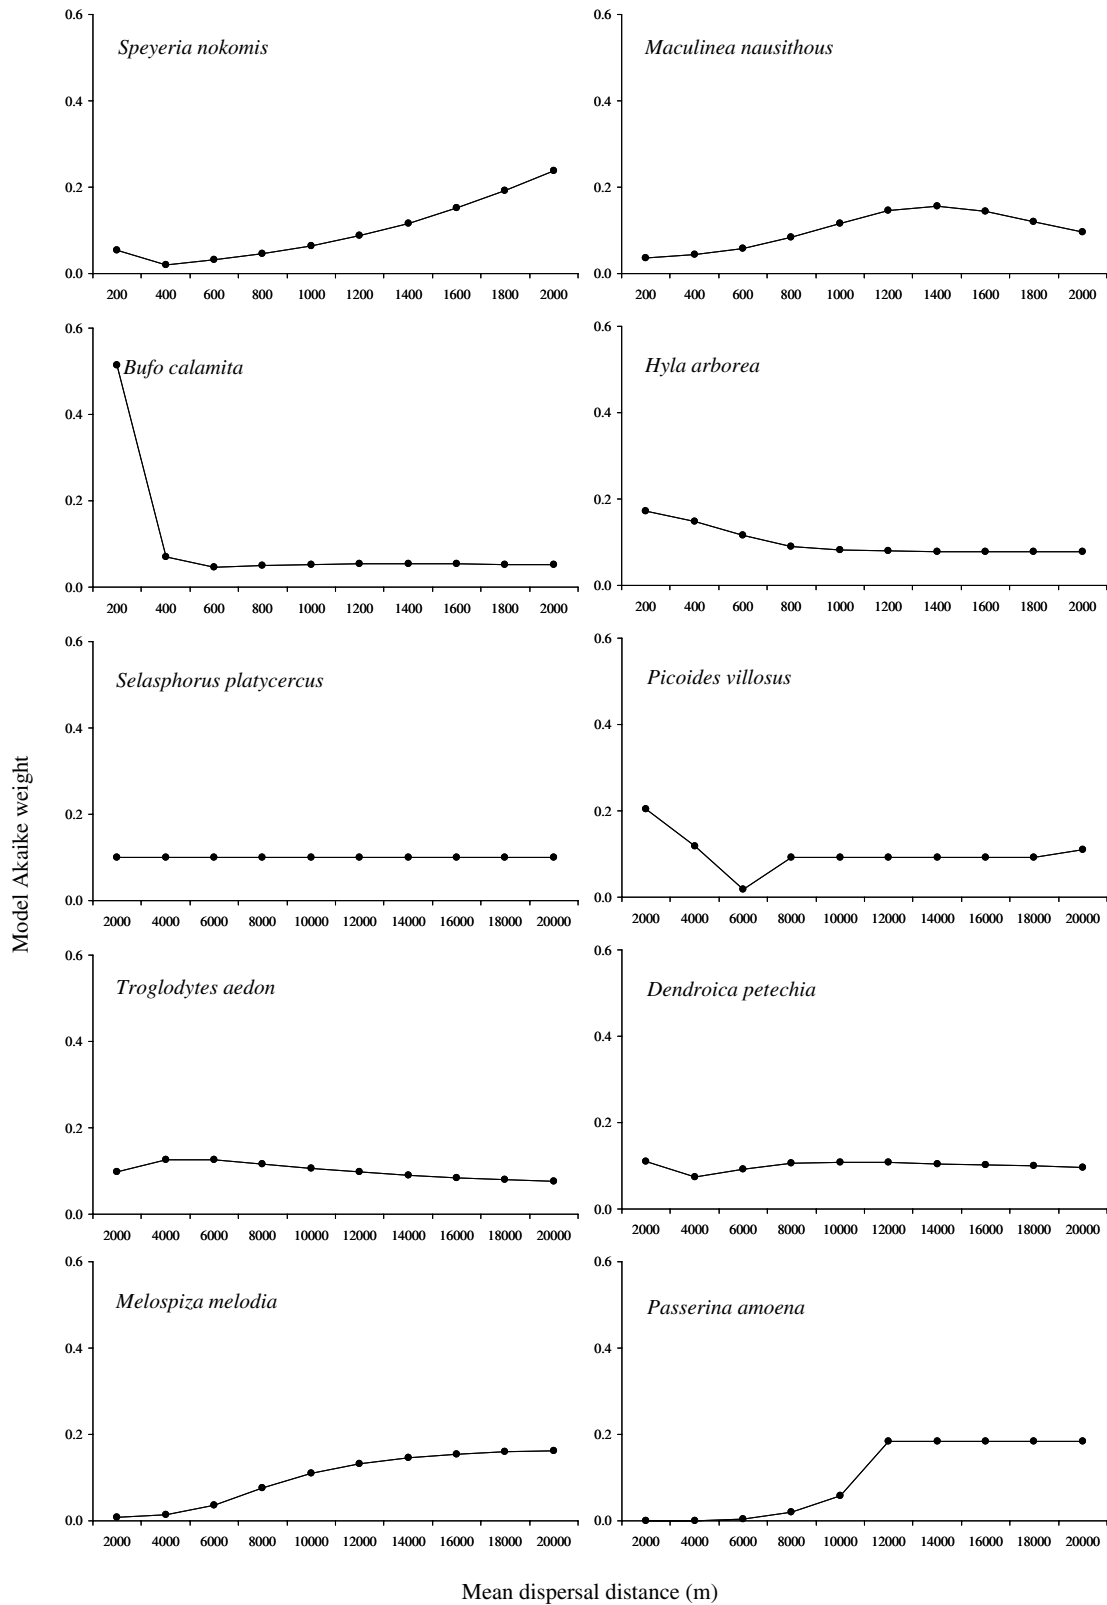 Speyeria nokomis
0.6
0.4
0.2
0.0
200 400 600 800 1000 1200 1400 1600 1800 2000
Maculinea nausithous
0.6
0.4
0.2
0.0
200 400 600 800 1000 1200 1400 1600 1800 2000
Bufo calamita
0.6
0.4
0.2
0.0
200 400 600 800 1000 1200 1400 1600 1800 2000
Hyla arborea
0.6
0.4
0.2
0.0
200 400 600 800 1000 1200 1400 1600 1800 2000
Selasphorus platycercus
0.6
0.4
0.2
0.0
2000 4000 6000 8000 10000 12000 14000 16000 18000 20000
Picoides villosus
0.6
0.4
0.2
0.0
2000 4000 6000 8000 10000 12000 14000 16000 18000 20000
Troglodytes aedon
0.6
0.4
0.2
0.0
2000 4000 6000 8000 10000 12000 14000 16000 18000 20000
Dendroica petechia
0.6
0.4
0.2
0.0
2000 4000 6000 8000 10000 12000 14000 16000 18000 20000
Melospiza melodia
0.6
0.4
0.2
0.0
2000 4000 6000 8000 10000 12000 14000 16000 18000 20000
Passerina amoena
0.6
0.4
0.2
0.0
2000 4000 6000 8000 10000 12000 14000 16000 18000 20000
Model Akaike weight
Mean dispersal distance (m)